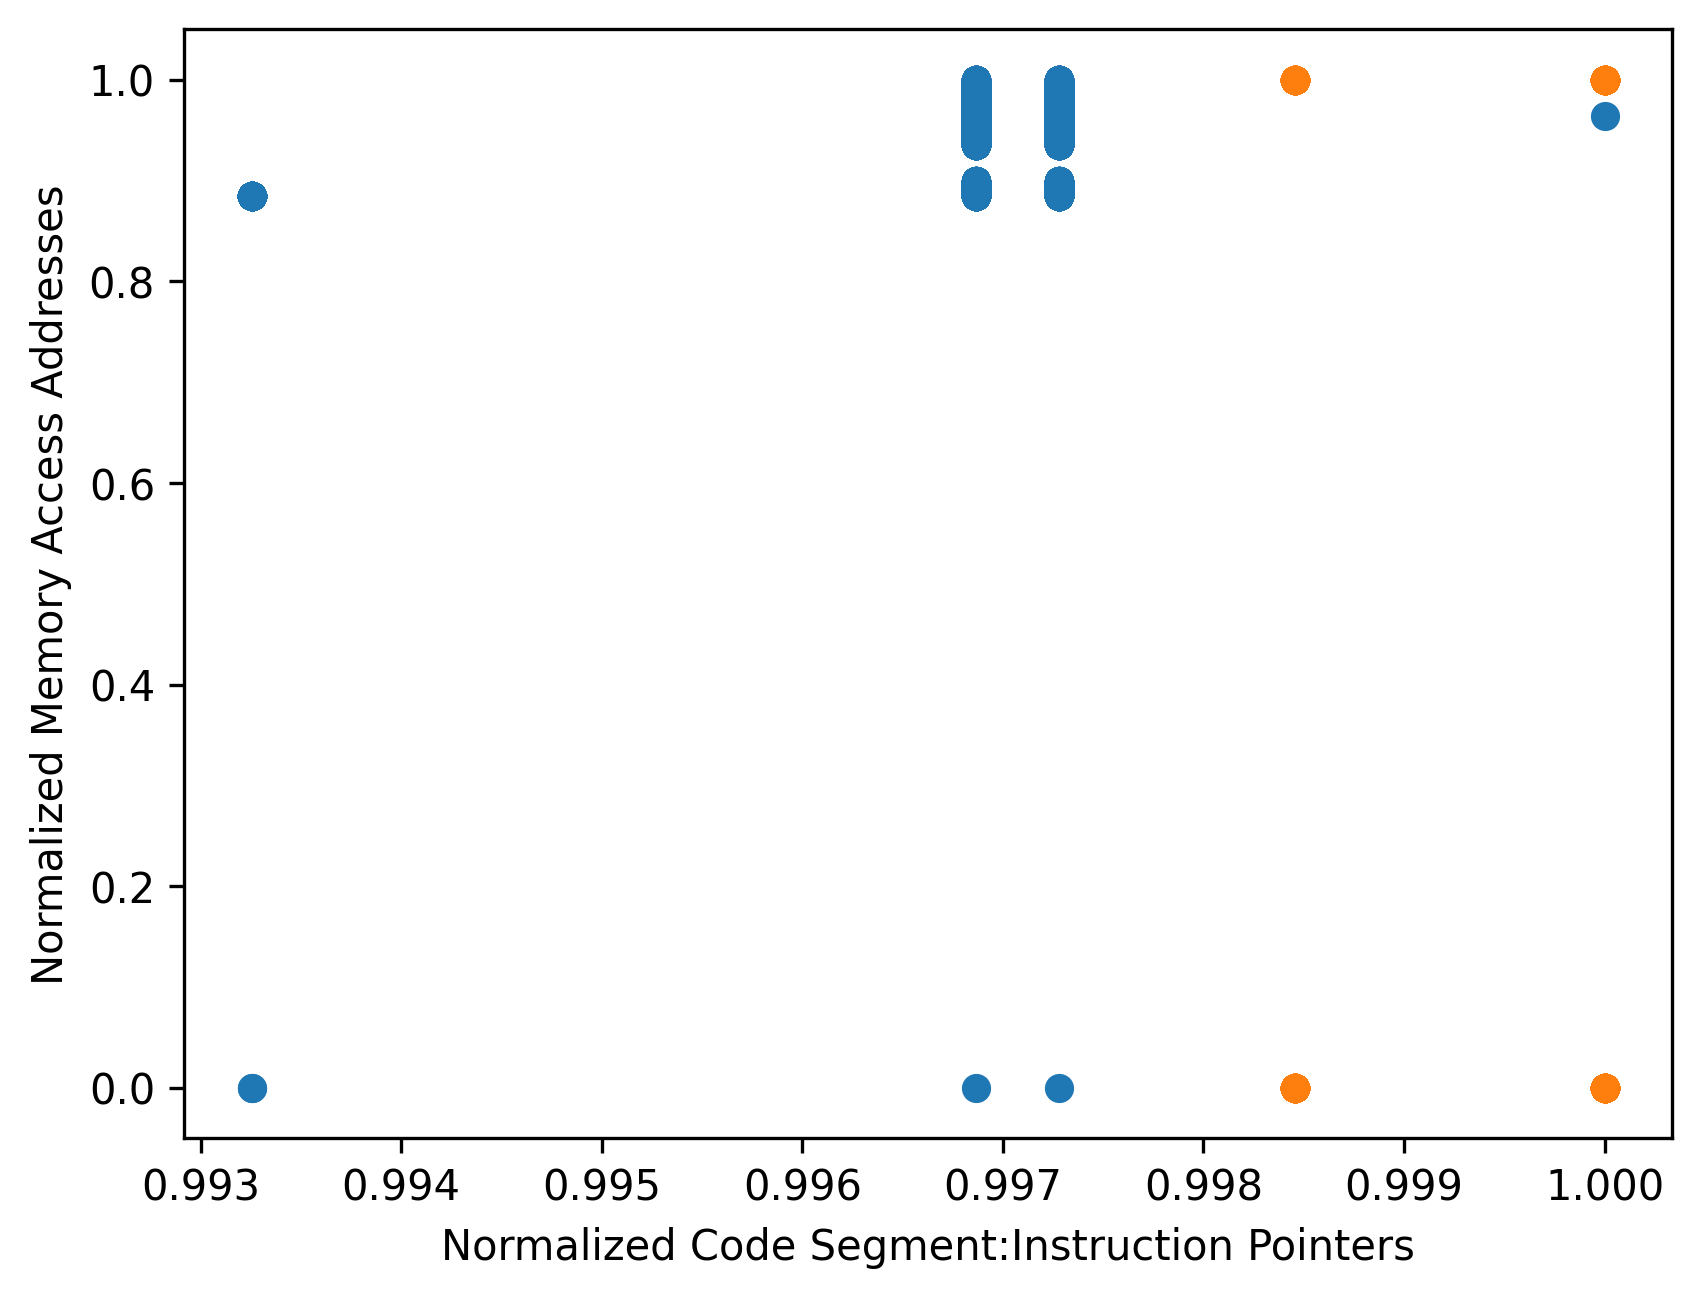 1.0
0.8
0.6
0.4
0.2
0.0
Normalized Memory Access Addresses
0.993 0.994 0.995 0.996 0.997 0.998 0.999 1.000
Normalized Code Segment:Instruction Pointers